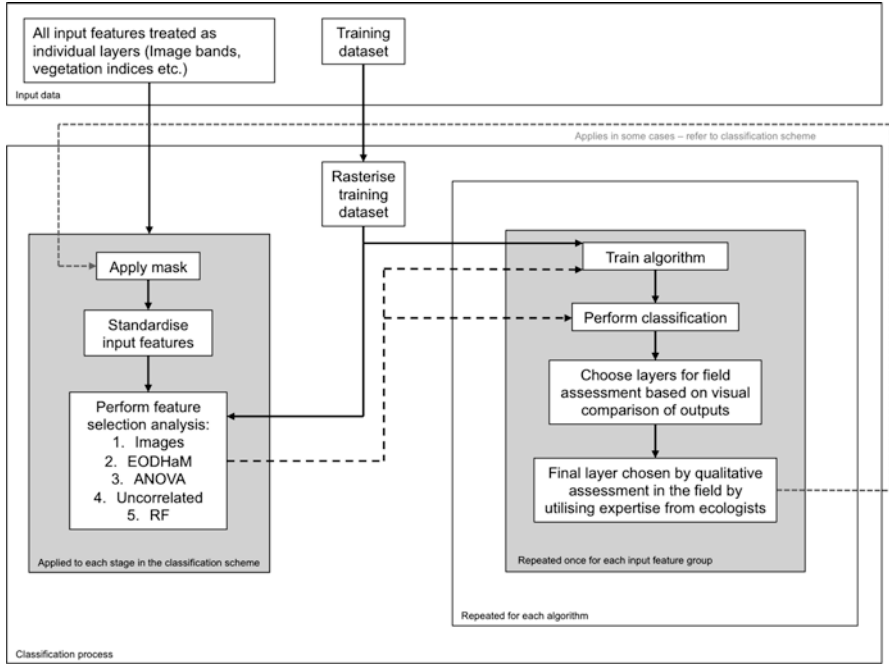 All input features treated as
individual layers (Image bands,
vegetation indices etc.)
Training
dataset
Input data
Applies in some cases – refer to classification scheme
Rasterise
training
dataset
Apply mask
Standardise
input features
Perform feature
selection analysis:
1. Images
2. EODHaM
3. ANOVA
4. Uncorrelated
5. RF
Applied to each stage in the classification scheme
Train algorithm
Perform classification
Choose layers for field
assessment based on visual
comparison of outputs
Final layer chosen by qualitative
assessment in the field by
utilising expertise from ecologists
Repeated once for each input feature group
Repeated for each algorithm
Classification process